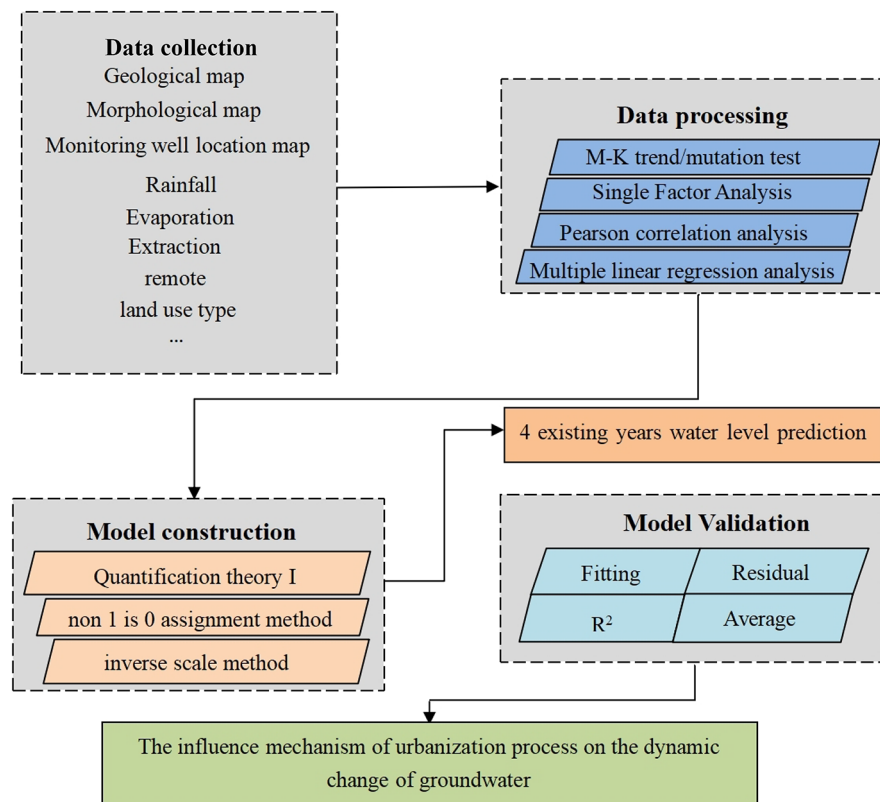 Data collection
Geological map
Morphological map
Monitoring well location map
Rainfall
Evaporation
Extraction
remote
land use type
...
Data processing
M-K trend/mutation test
Single Factor Analysis
Pearson correlation analysis
Multiple linear regression analysis
4 existing years water level prediction
Model construction
Quantification theory I
non 1 is 0 assignment method
inverse scale method
Model Validation
Fitting
Residual
R²
Average
The influence mechanism of urbanization process on the dynamic
change of groundwater